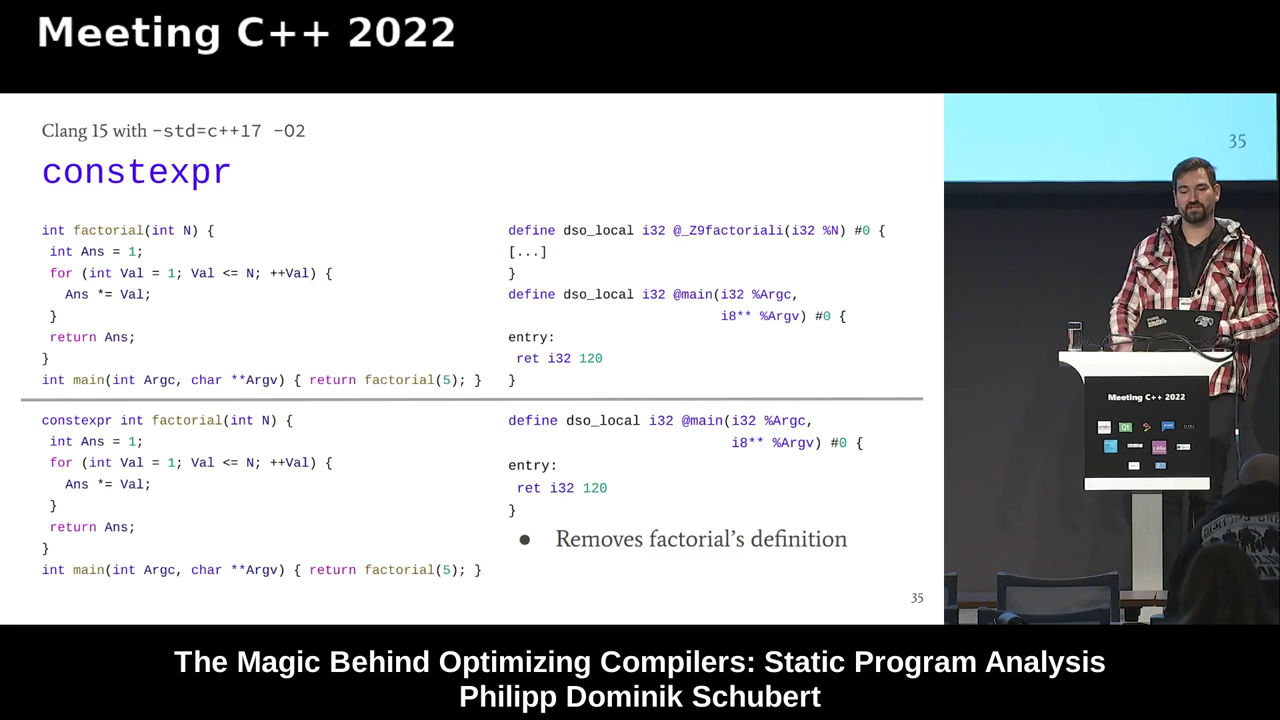 Meeting C++ 2022
Clang 15 with -std=c++17 -O2
constexpr
int factorial(int N) {
int Ans = 1;
for (int Val = 1; Val <= N; ++Val) {
Ans *= Val;
}
return Ans;
}
int main(int Argc, char **Argv) { return factorial(5); }
define dso_local i32 @_Z9factoriali(i32 %N) #0 {
[...]
}
define dso_local i32 @main(i32 %Argc,
i8** %Argv) #0 {
entry:
ret i32 120
}
constexpr int factorial(int N) {
int Ans = 1;
for (int Val = 1; Val <= N; ++Val) {
Ans *= Val;
}
return Ans;
}
int main(int Argc, char **Argv) { return factorial(5); }
define dso_local i32 @main(i32 %Argc,
i8** %Argv) #0 {
entry:
ret i32 120
}
● Removes factorial’s definition
35
35
Meeting C++ 2022
Qt
The Magic Behind Optimizing Compilers: Static Program Analysis
Philipp Dominik Schubert